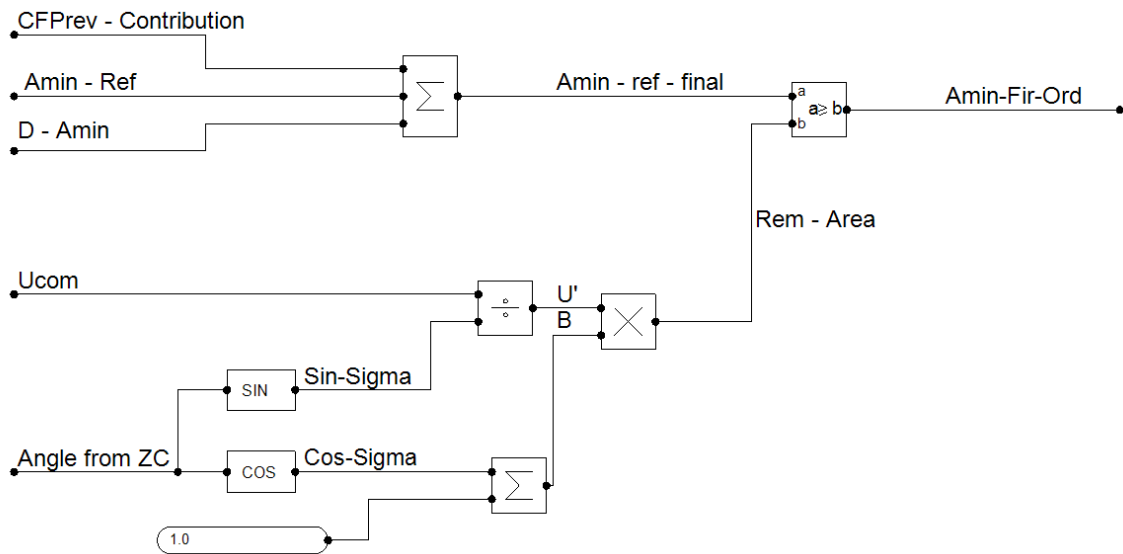 CFPrev - Contribution
Amin - Ref
D - Amin
Σ
Amin - ref - final
a
b
a≥ b
Amin-Fir-Ord
Rem - Area
Ucom
÷
U'
B
SIN
Sin-Sigma
Angle from ZC
COS
Cos-Sigma
Σ
1.0